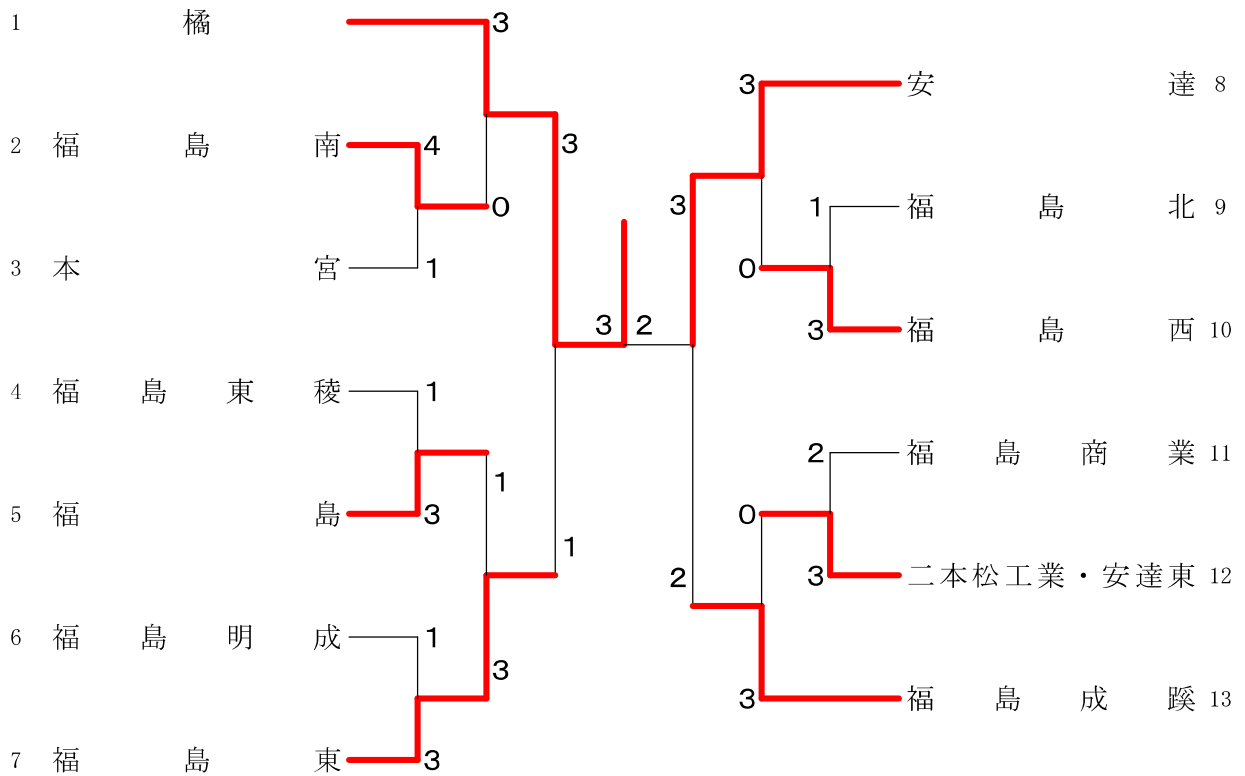 1 橘 3
安達 8
3
2 福島南 4
3
3
1 福島北 9
0
3 本宮 1
0
3 2
3 福島西 10
4 福島東稜 1
2 福島商業 11
1
5 福島 3
0
1
2
3 二本松工業・安達東 12
6 福島明成 1
3
3 福島成蹊 13
7 福島東 3